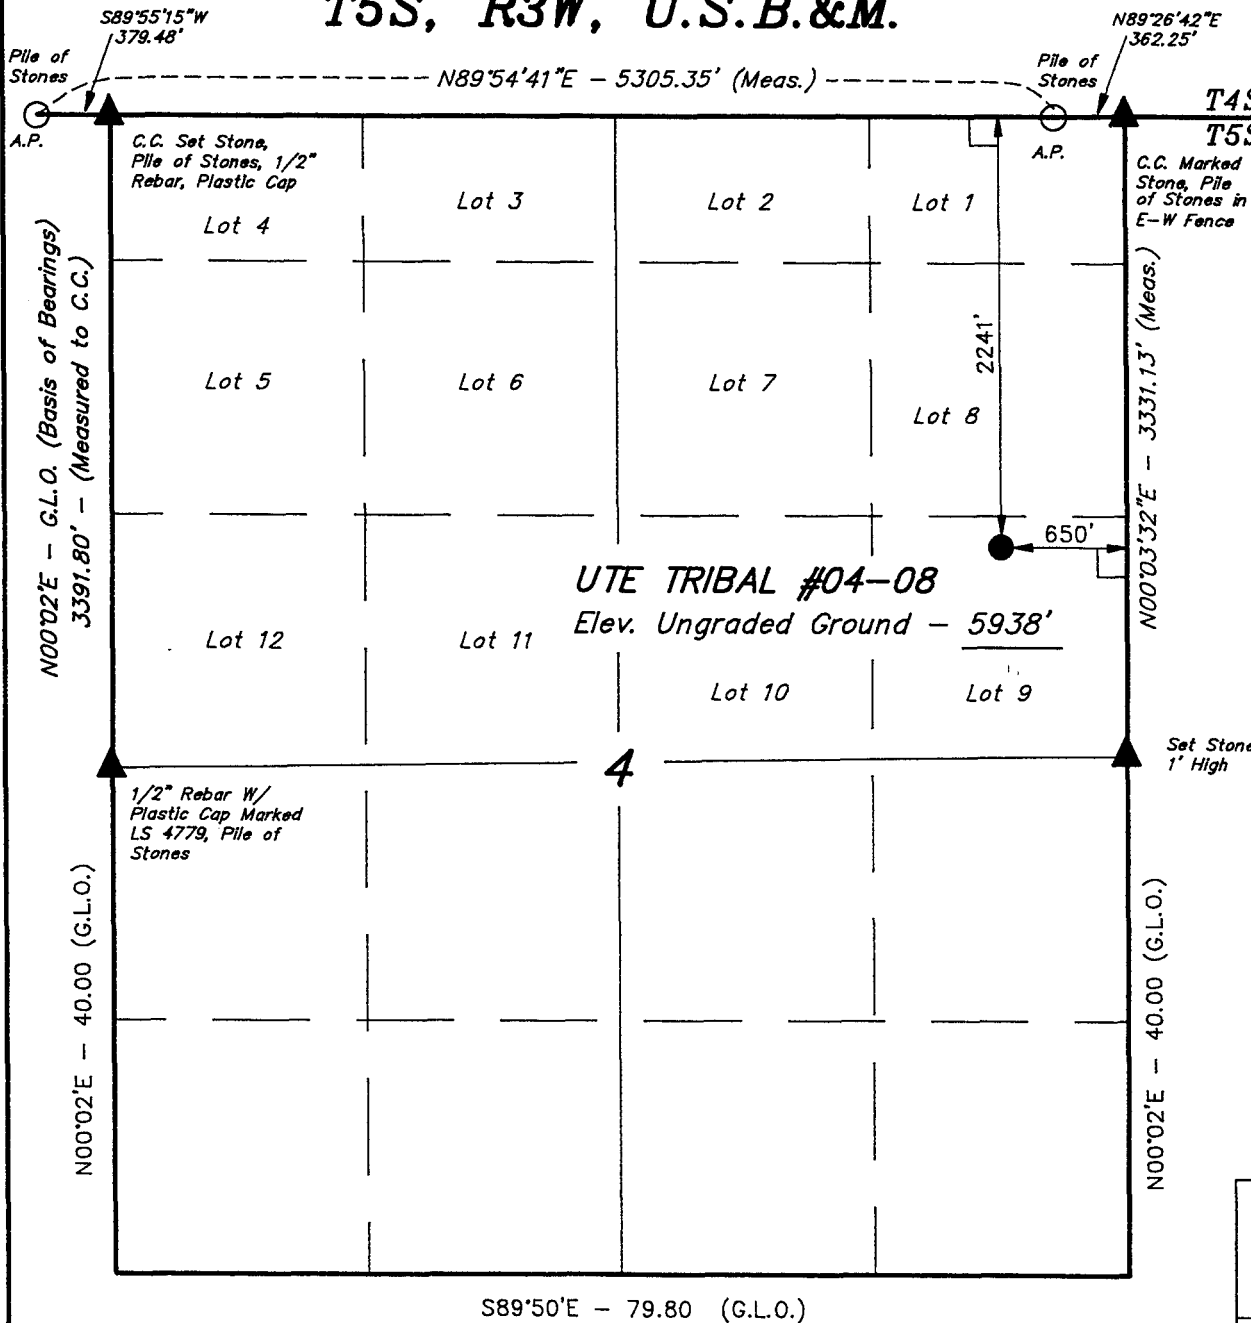 T5S, R3W, U.S.B.&M.
S89°55'15"W
379.48'
N89°26'42"E
362.25'
Pile of
Stones
N89°54'41"E - 5305.35' (Meas.)
Pile of
Stones
A.P.
A.P.
T4S
T5S
C.C. Set Stone,
Pile of Stones, 1/2"
Rebar, Plastic Cap
C.C. Marked
Stone, Pile
of Stones in
E-W Fence
Lot 4
Lot 3
Lot 2
Lot 1
N00°02'E - G.L.O. (Basis of Bearings)
3391.80' - (Measured to C.C.)
2241'
N00°03'32"E - 3331.13' (Meas.)
Lot 5
Lot 6
Lot 7
Lot 8
650'
UTE TRIBAL #04-08
Elev. Ungraded Ground - 5938'
Lot 12
Lot 11
Lot 10
Lot 9
4
Set Stone
1' High
1/2" Rebar W/
Plastic Cap Marked
LS 4779, Pile of
Stones
N00°02'E - 40.00 (G.L.O.)
N00°02'E - 40.00 (G.L.O.)
S89°50'E - 79.80 (G.L.O.)